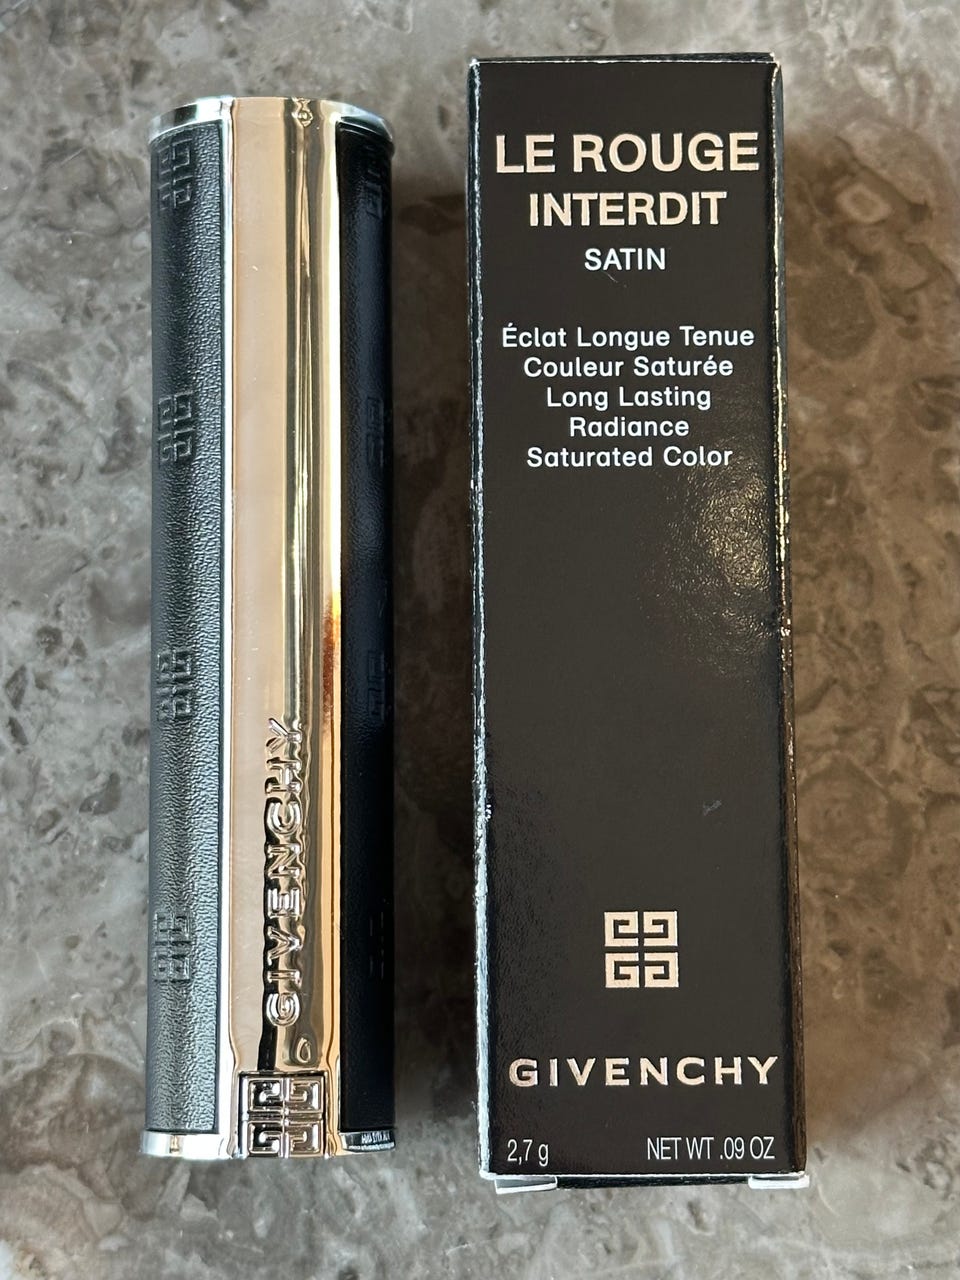 GIVENCHY
LE ROUGE
INTERDIT
SATIN
Éclat Longue Tenue
Couleur Saturée
Long Lasting
Radiance
Saturated Color
GIVENCHY
2,7 g NET WT .09 OZ